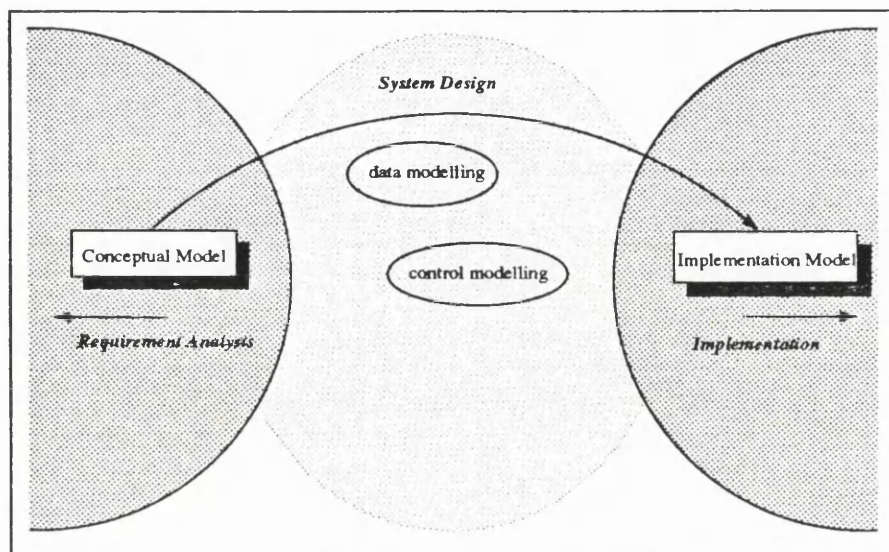 System Design
data modelling
Conceptual Model
control modelling
Implementation Model
Requirement Analysis
Implementation